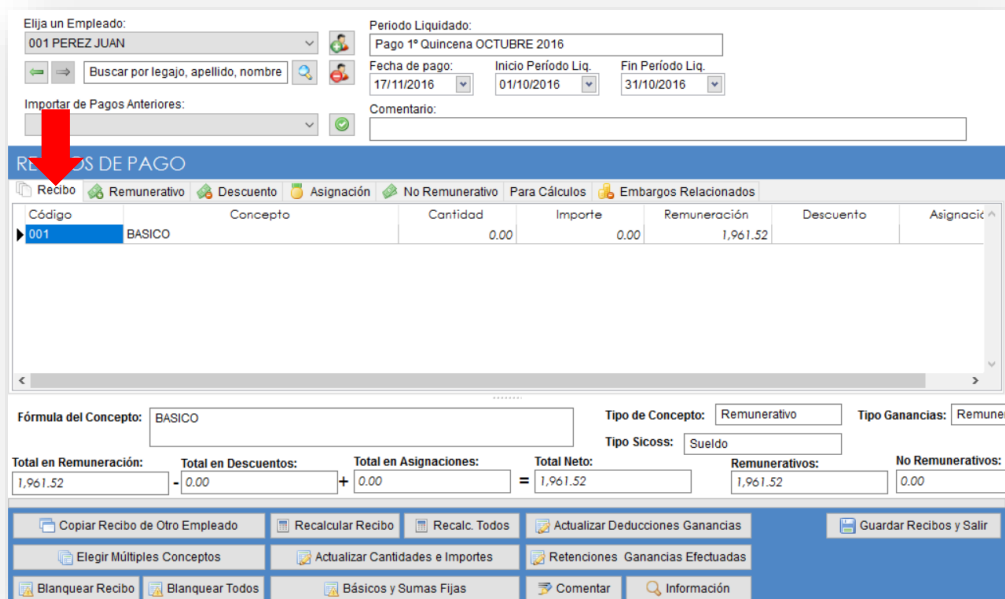 Elija un Empleado:
001 PEREZ JUAN
Buscar por legajo, apellido, nombre
Importar de Pagos Anteriores:
Periodo Liquidado:
Pago 1ª Quincena OCTUBRE 2016
Fecha de pago: Inicio Período Liq. Fin Período Liq.
17/11/2016 01/10/2016 31/10/2016
Comentario:
DE PAGO
Recibo Remunerativo Descuento Asignación No Remunerativo Para Cálculos Embargos Relacionados
Código Concepto Cantidad Importe Remuneración Descuento Asignació
001 BASICO 0.00 0.00 1,961.52
Fórmula del Concepto: BASICO Tipo de Concepto: Remunerativo Tipo Ganancias: Remuner
Tipo Sicoss: Sueldo
Total en Remuneración: Total en Descuentos: Total en Asignaciones: Total Neto: Remunerativos: No Remunerativos:
1,961.52 - 0.00 + 0.00 = 1,961.52 1,961.52 0.00
Copiar Recibo de Otro Empleado Recalcular Recibo Recalc. Todos Actualizar Deducciones Ganancias Guardar Recibos y Salir
Elegir Múltiples Conceptos Actualizar Cantidades e Importes Retenciones Ganancias Efectuadas
Blanquear Recibo Blanquear Todos Básicos y Sumas Fijas Comentar Información